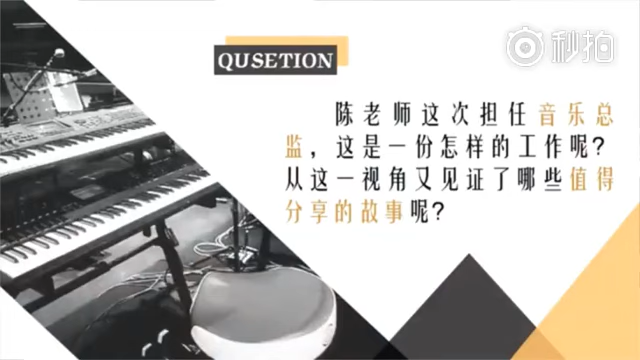 秒拍
QUSETION
陈老师这次担任音乐总
监，这是一份怎样的工作呢？
从这一视角又见证了哪些值得
分享的故事呢？